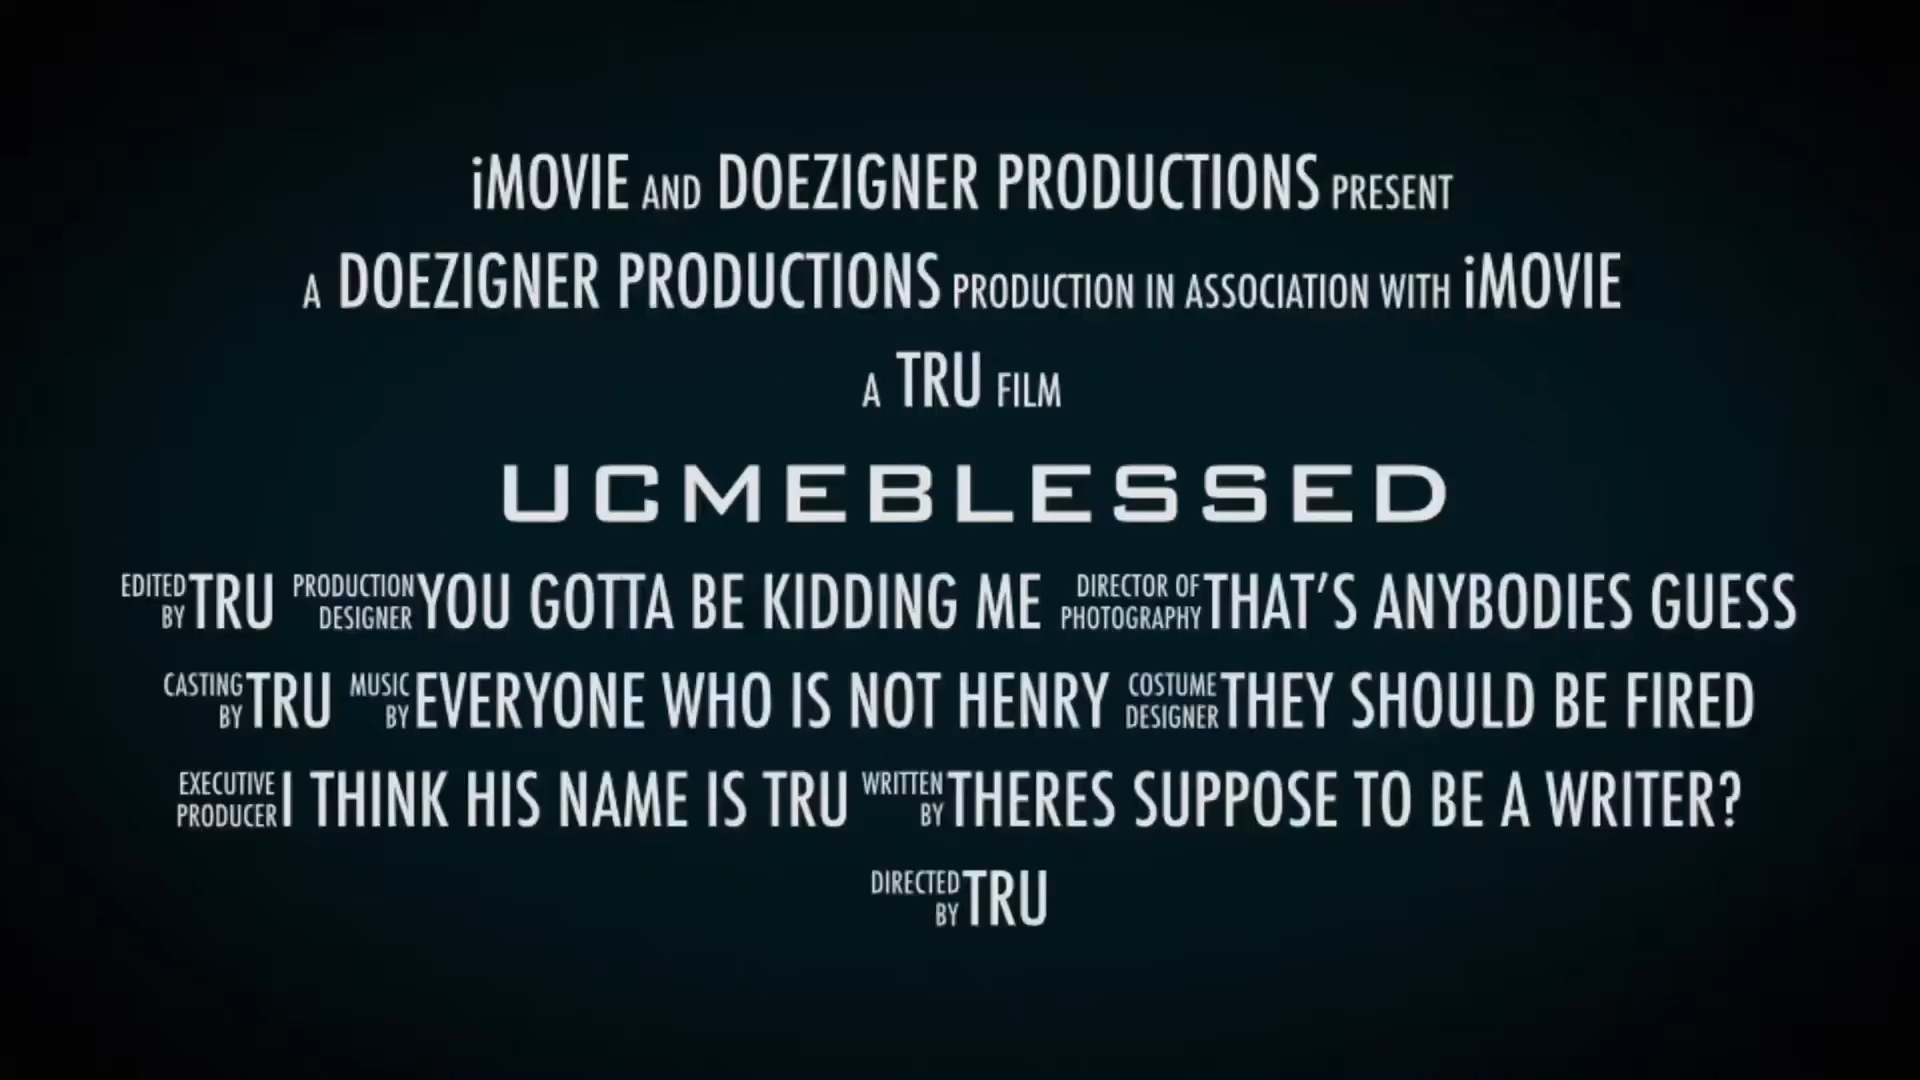 iMOVIE AND DOEZIGNER PRODUCTIONS PRESENT
A DOEZIGNER PRODUCTIONS PRODUCTION IN ASSOCIATION WITH iMOVIE
A TRU FILM
UCMEBLESSED
EDITED BY TRU PRODUCTION DESIGNER YOU GOTTA BE KIDDING ME DIRECTOR OF PHOTOGRAPHY THAT'S ANYBODIES GUESS
CASTING BY TRU MUSIC BY EVERYONE WHO IS NOT HENRY COSTUME DESIGNER THEY SHOULD BE FIRED
EXECUTIVE PRODUCER I THINK HIS NAME IS TRU WRITTEN BY THERES SUPPOSE TO BE A WRITER?
DIRECTED BY TRU